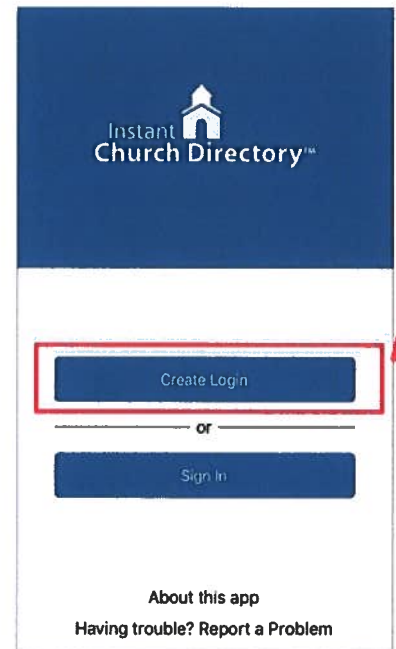 Instant
Church Directory™
Create Login
or
Sign In
About this app
Having trouble? Report a Problem